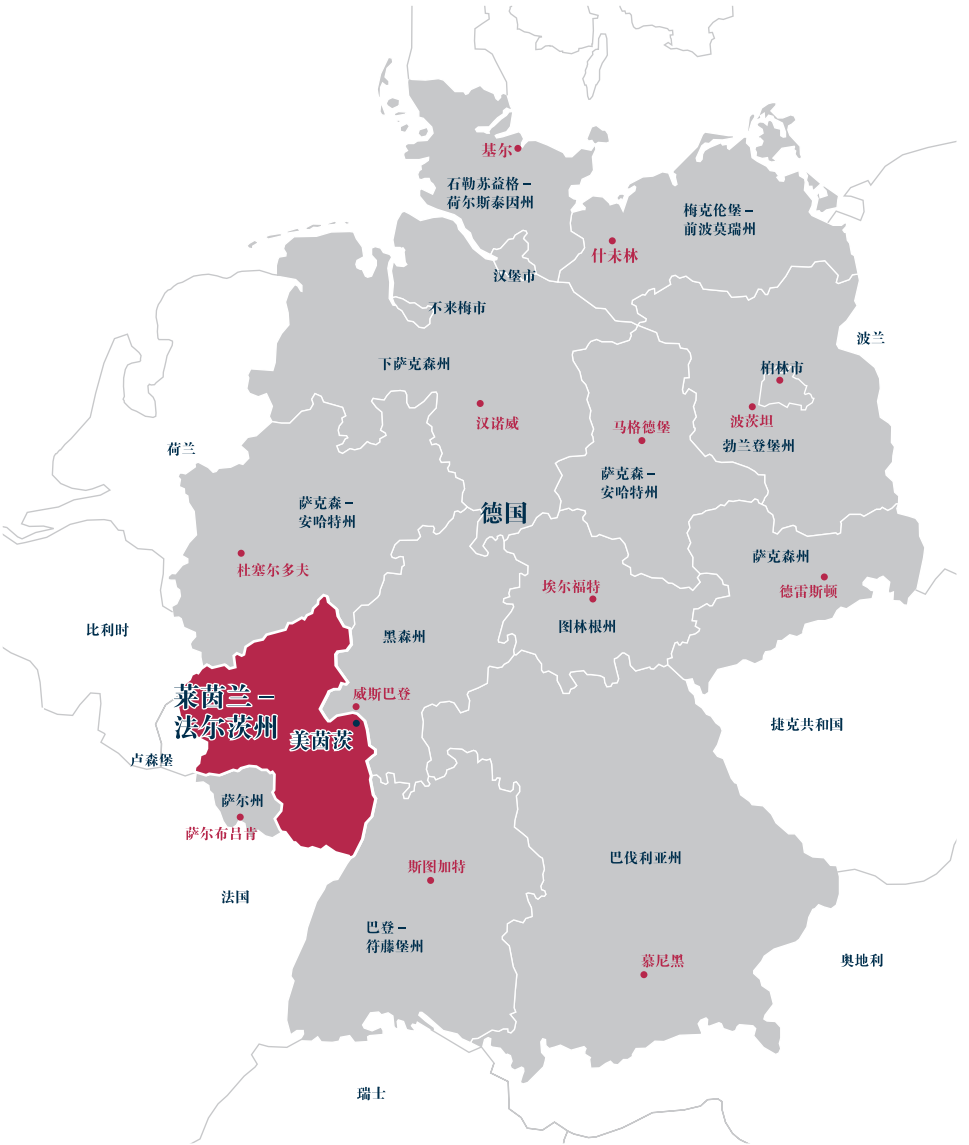 基尔
石勒苏益格 –
荷尔斯泰因州
梅克伦堡 –
前波莫瑞州
什未林
汉堡市
不来梅市
波兰
下萨克森州
柏林市
汉诺威
波茨坦
马格德堡
勃兰登堡州
荷兰
萨克森 –
安哈特州
萨克森 –
安哈特州
德国
萨克森州
杜塞尔多夫
埃尔福特
德雷斯顿
比利时
黑森州
图林根州
莱茵兰 –
法尔茨州
威斯巴登
美茵茨
捷克共和国
卢森堡
萨尔州
萨尔布吕肯
斯图加特
巴伐利亚州
法国
巴登 –
符藤堡州
慕尼黑
奥地利
瑞士